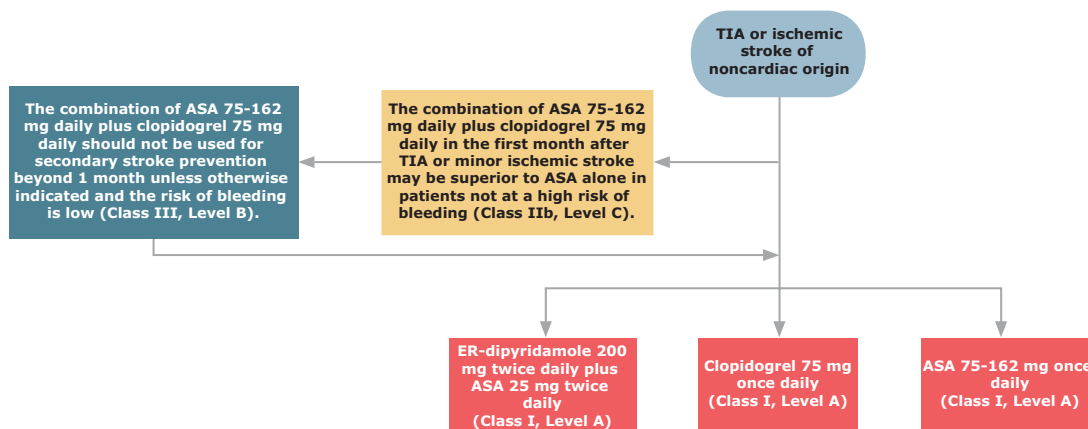 TIA or ischemic
stroke of
noncardiac origin
The combination of ASA 75-162
mg daily plus clopidogrel 75 mg
daily should not be used for
secondary stroke prevention
beyond 1 month unless otherwise
indicated and the risk of bleeding
is low (Class III, Level B).
The combination of ASA 75-162
mg daily plus clopidogrel 75 mg
daily in the first month after
TIA or minor ischemic stroke
may be superior to ASA alone in
patients not at a high risk of
bleeding (Class IIb, Level C).
ER-dipyridamole 200
mg twice daily plus
ASA 25 mg twice
daily
(Class I, Level A)
Clopidogrel 75 mg
once daily
(Class I, Level A)
ASA 75-162 mg once
daily
(Class I, Level A)